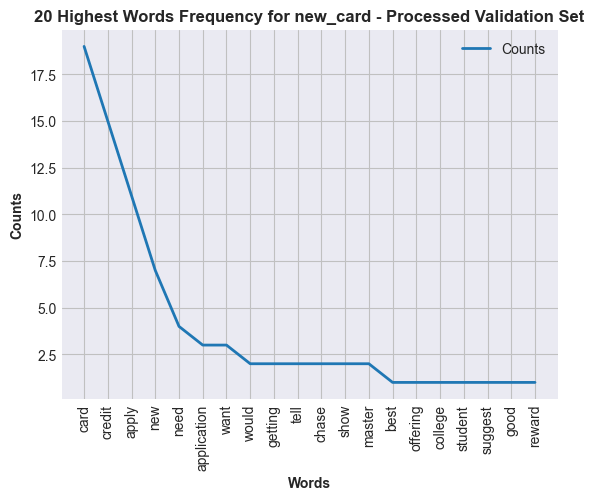 20 Highest Words Frequency for new_card - Processed Validation Set
Counts
17.5
15.0
12.5
10.0
7.5
5.0
2.5
Counts
card
credit
apply
new
need
application
want
would
getting
tell
chase
show
master
best
offering
college
student
suggest
good
reward
Words